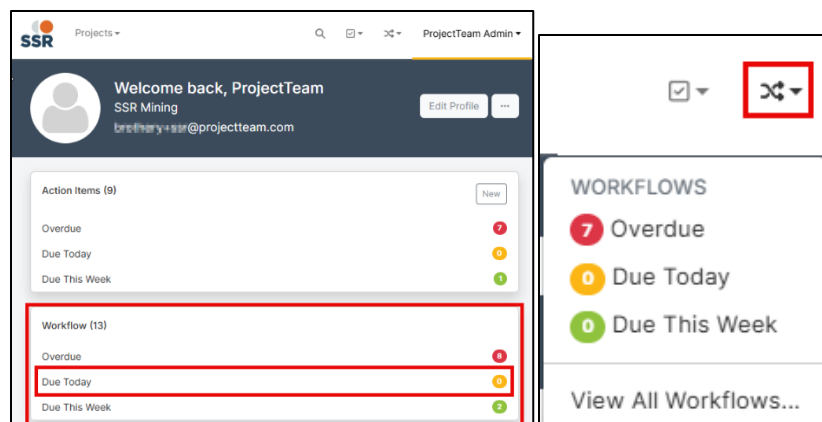 SSR
Projects
ProjectTeam Admin
Welcome back, ProjectTeam
SSR Mining
Edit Profile
...
@projectteam.com
Action Items (9)
New
Overdue
7
Due Today
0
Due This Week
1
Workflow (13)
Overdue
8
Due Today
0
Due This Week
2
WORKFLOWS
7 Overdue
0 Due Today
0 Due This Week
View All Workflows...